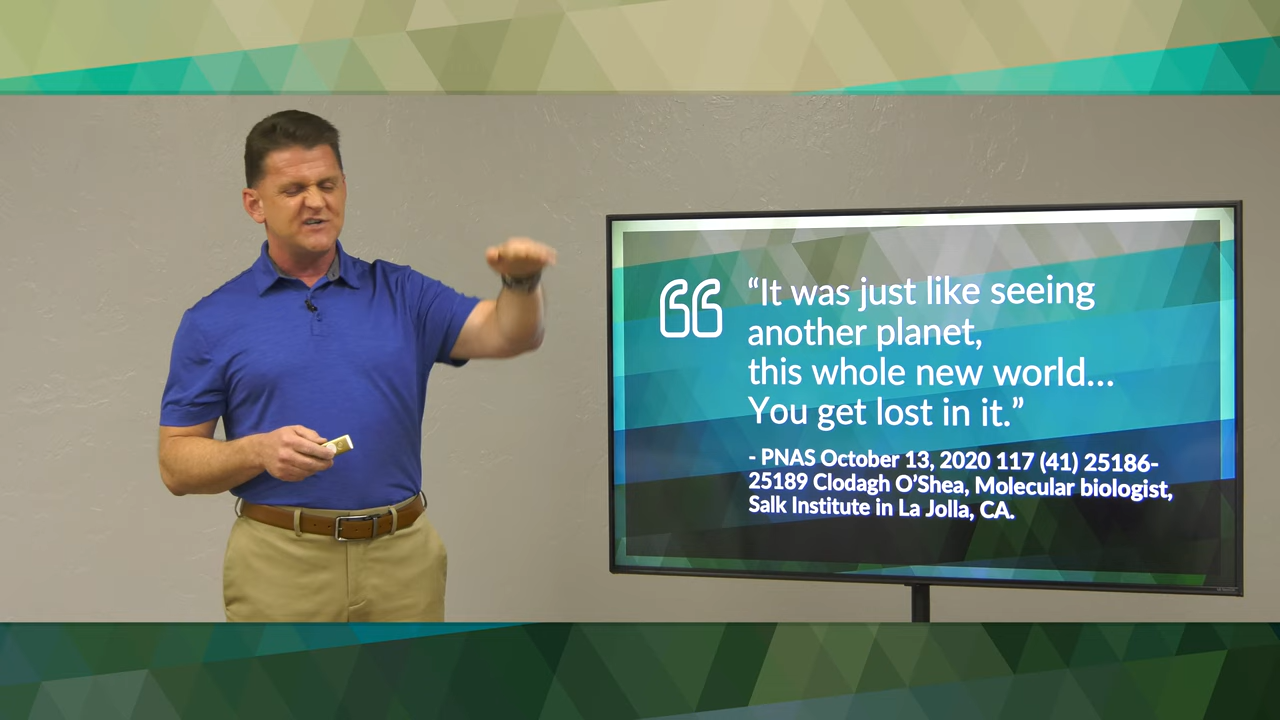 “It was just like seeing
another planet,
this whole new world...
You get lost in it.”
- PNAS October 13, 2020 117 (41) 25186-
25189 Clodagh O’Shea, Molecular biologist,
Salk Institute in La Jolla, CA.